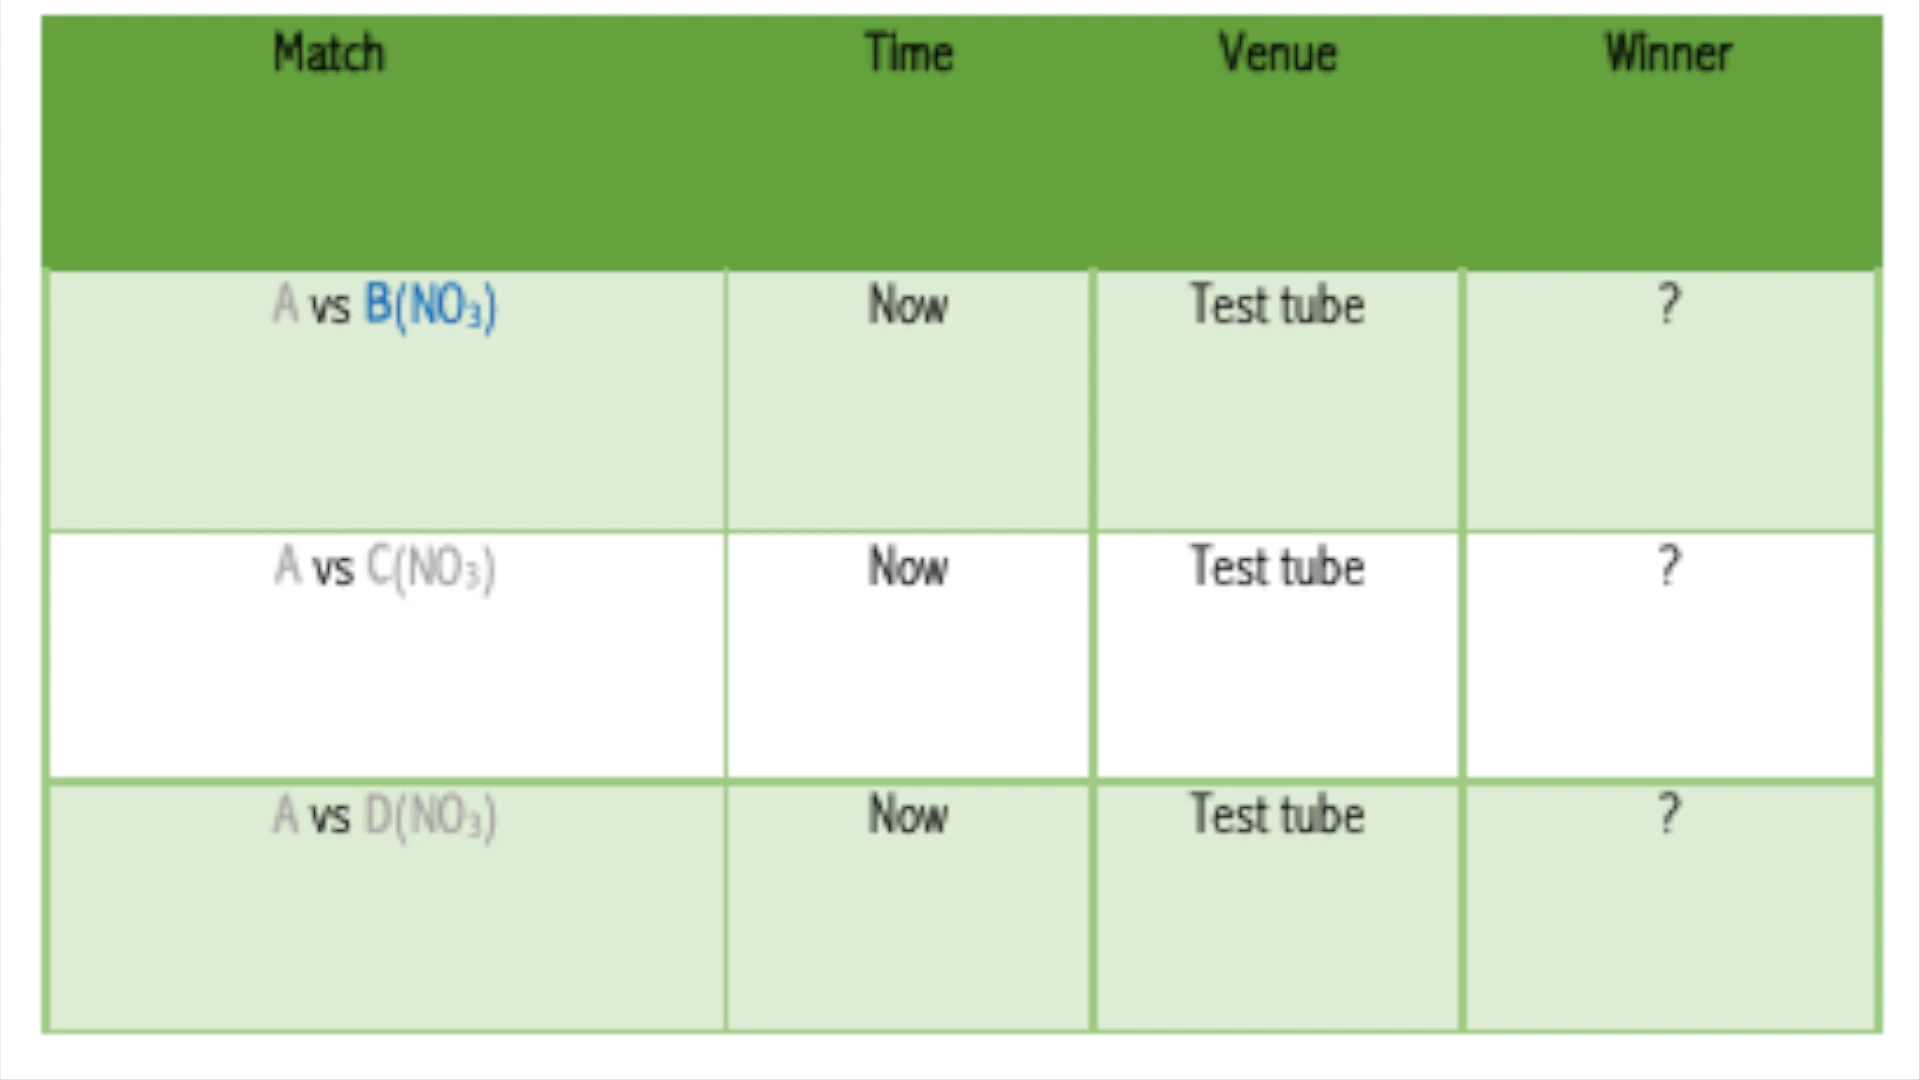 Match Time Venue Winner
A vs B(NO₃) Now Test tube ?
A vs C(NO₃) Now Test tube ?
A vs D(NO₃) Now Test tube ?